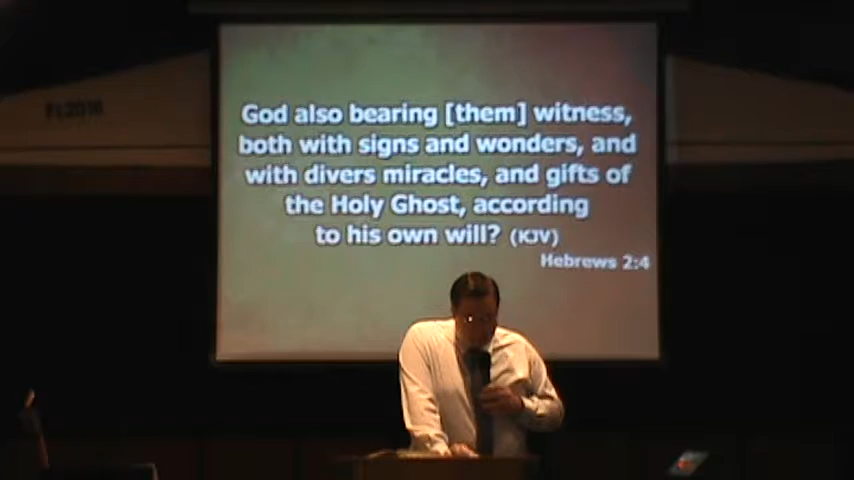 God also bearing [them] witness,
both with signs and wonders, and
with divers miracles, and gifts of
the Holy Ghost, according
to his own will? (KJV)
Hebrews 2:4